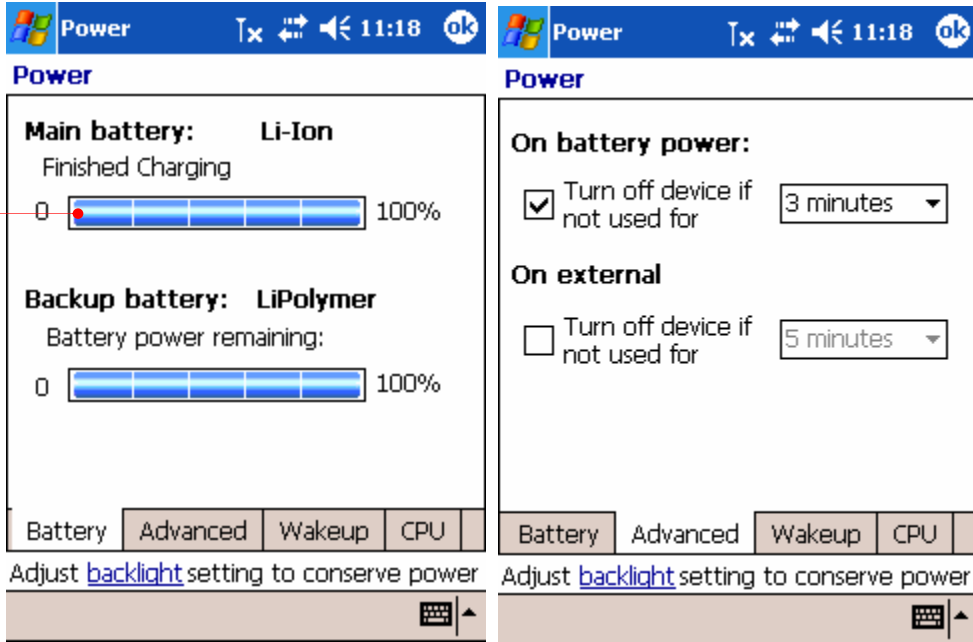 Power 11:18 ok
Power
Main battery: Li-Ion
Finished Charging
0 100%
Backup battery: LiPolymer
Battery power remaining:
0 100%
Battery Advanced Wakeup CPU
Adjust backlight setting to conserve power
Power 11:18 ok
Power
On battery power:
Turn off device if
not used for
3 minutes
On external
Turn off device if
not used for
5 minutes
Battery Advanced Wakeup CPU
Adjust backlight setting to conserve power